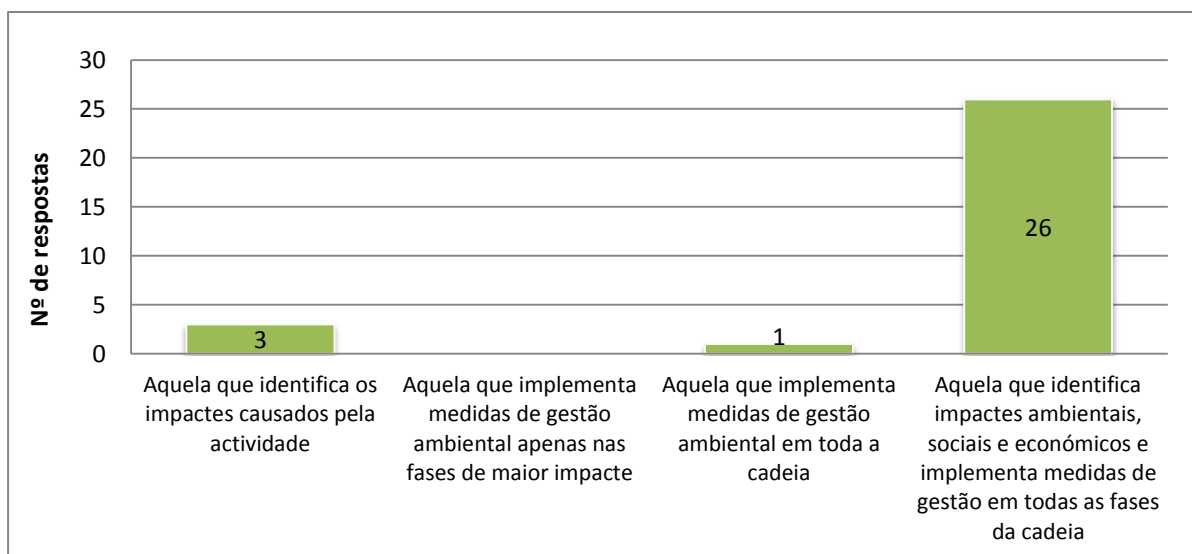 Nº de respostas
30
25
20
15
10
5
0
3
1
26
Aquela que identifica os
impactes causados pela
actividade
Aquela que implementa
medidas de gestão
ambiental apenas nas
fases de maior impacte
Aquela que implementa
medidas de gestão
ambiental em toda a
cadeia
Aquela que identifica
impactes ambientais,
sociais e económicos e
implementa medidas de
gestão em todas as fases
da cadeia